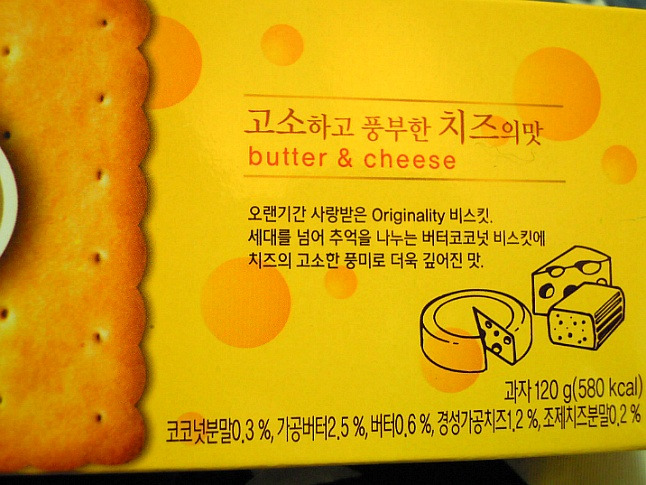 고소하고 풍부한 치즈의맛
butter & cheese
오랜기간 사랑받은 Originality 비스킷.
세대를 넘어 추억을 나누는 버터코코넛 비스킷에
치즈의 고소한 풍미로 더욱 깊어진 맛.
과자 120 g(580 kcal)
코코넛분말0.3 %, 가공버터2.5 %, 버터0.6 %, 경성가공치즈1.2 %, 조제치즈분말0.2 %